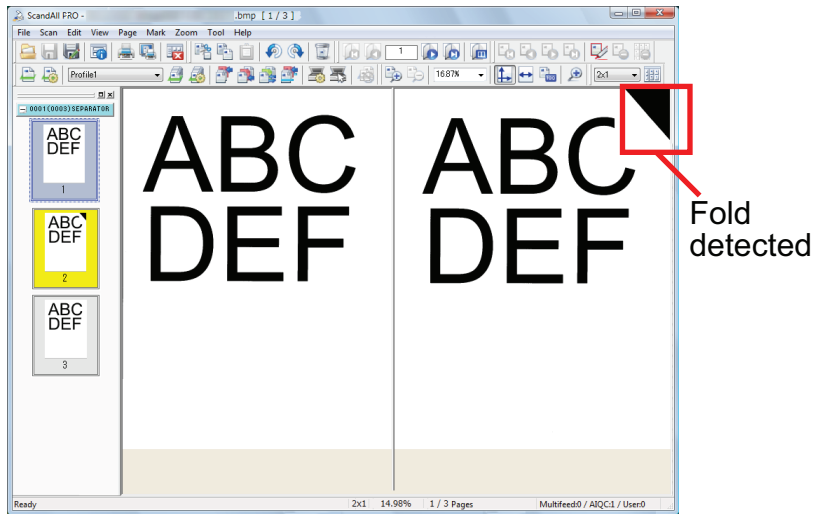 ScandAll PRO - .bmp [ 1 / 3 ]
File Scan Edit View Page Mark Zoom Tool Help
1
Profile1 16.87% 2x1
0001(0003)SEPARATOR
ABC
DEF
1
ABC
DEF
2
ABC
DEF
3
ABC
DEF
ABC
DEF
Fold
detected
Ready 2x1 14.98% 1 / 3 Pages Multifeed:0 / AIQC:1 / User:0